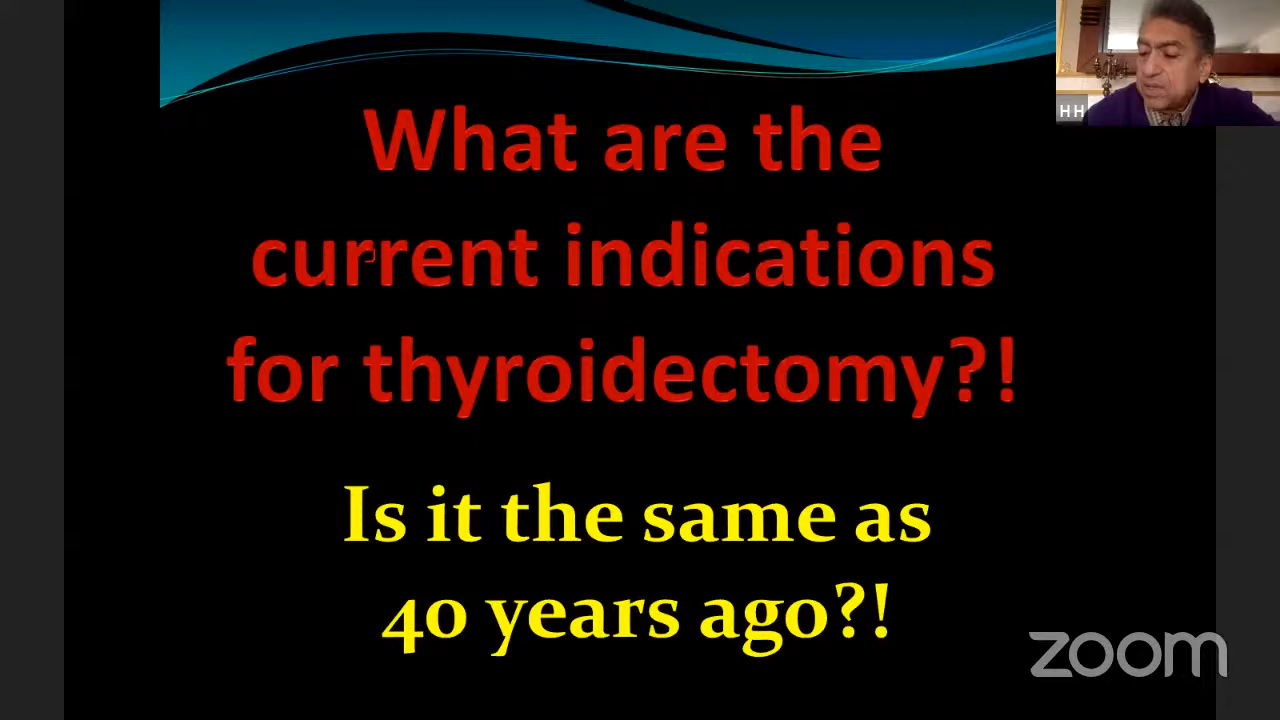 What are the
current indications
for thyroidectomy?!
Is it the same as
40 years ago?!
HH
zoom